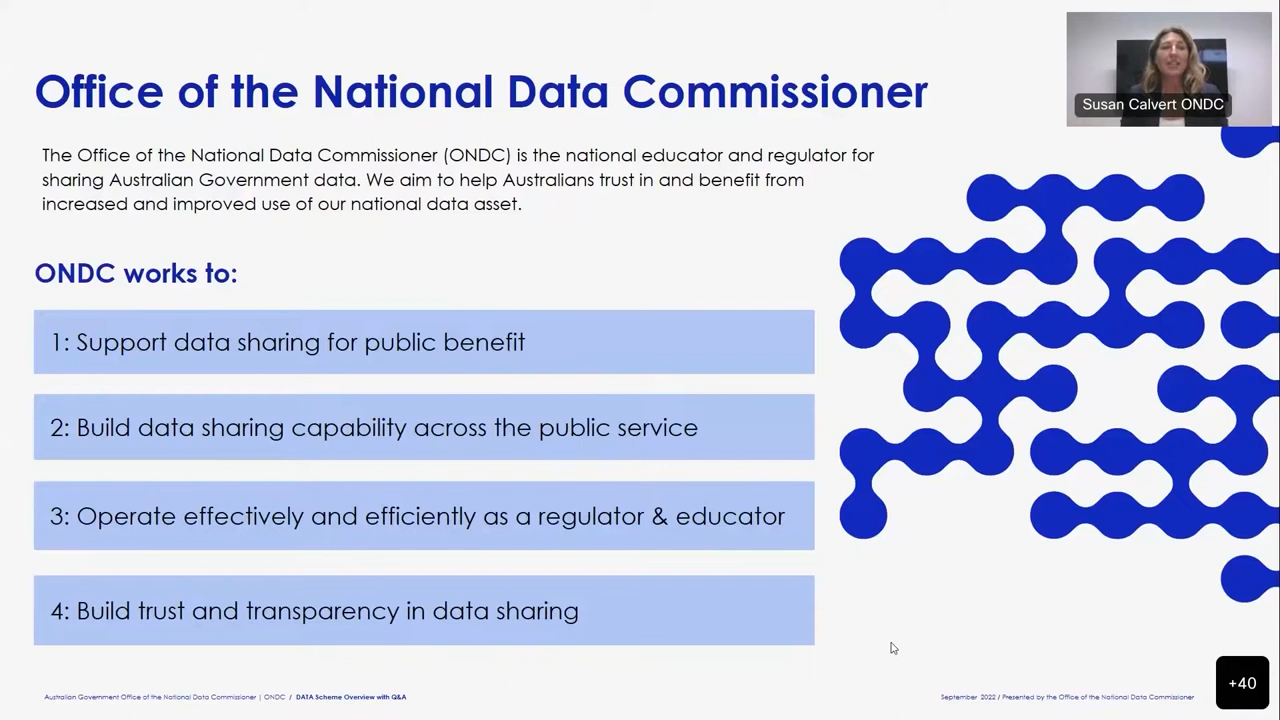 Office of the National Data Commissioner
Susan Calvert ONDC
The Office of the National Data Commissioner (ONDC) is the national educator and regulator for
sharing Australian Government data. We aim to help Australians trust in and benefit from
increased and improved use of our national data asset.
ONDC works to:
1: Support data sharing for public benefit
2: Build data sharing capability across the public service
3: Operate effectively and efficiently as a regulator & educator
4: Build trust and transparency in data sharing
Australian Government Office of the National Data Commissioner | ONDC / DATA Scheme Overview with Q&A
September 2022 / Presented by the Office of the National Data Commissioner
+40